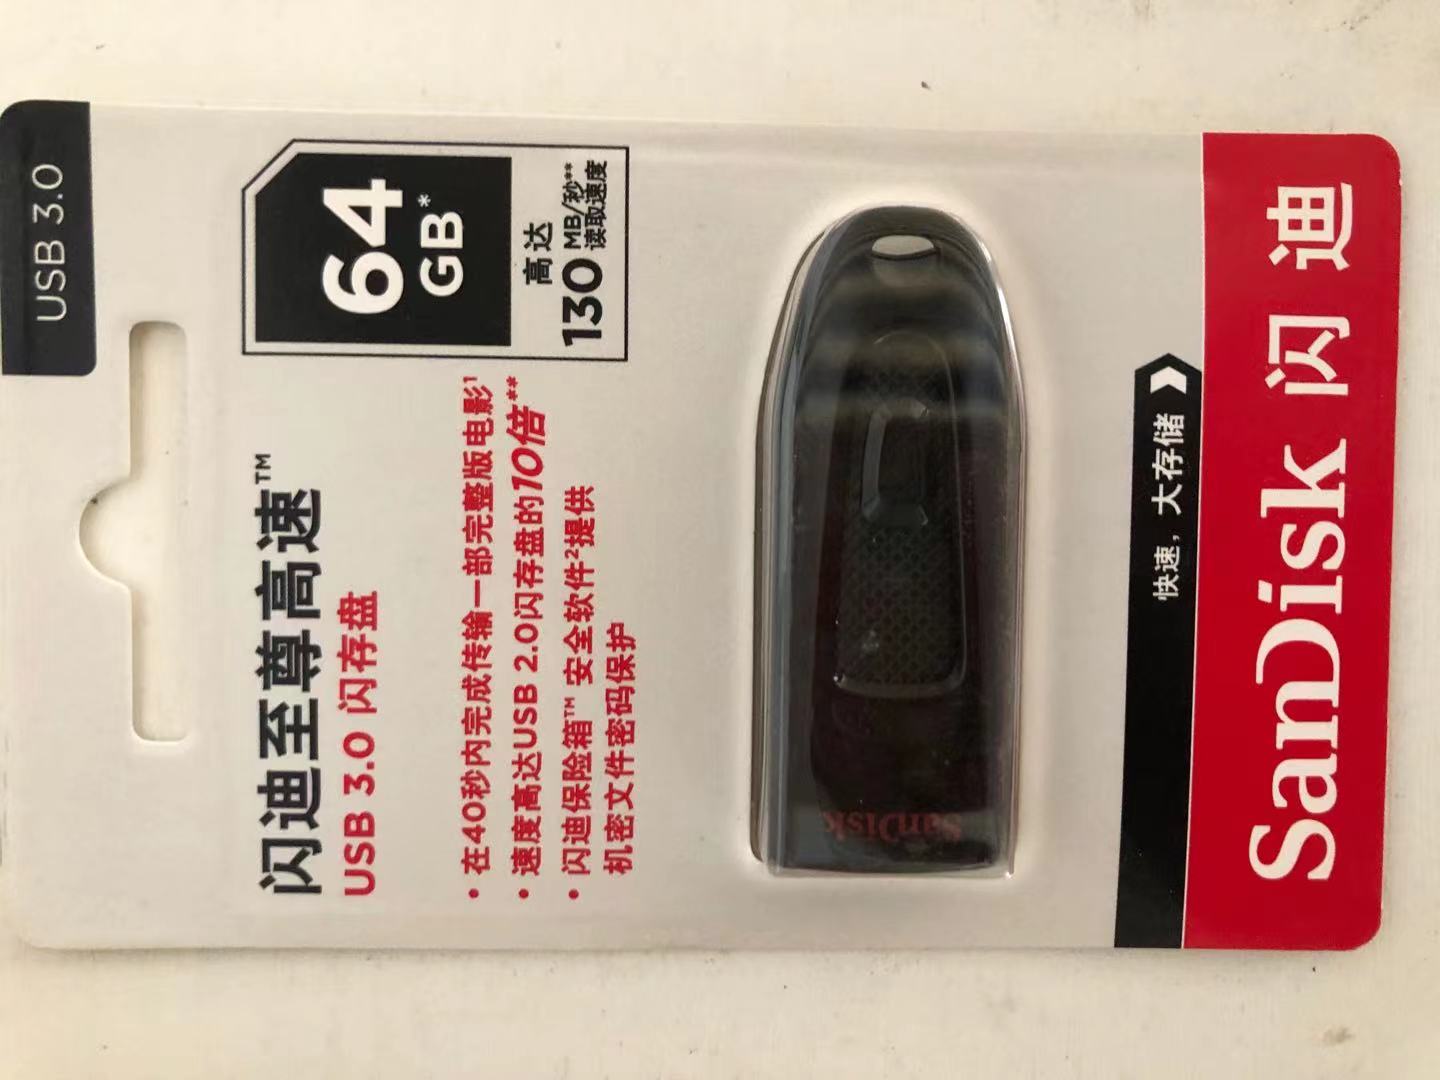 USB 3.0
64
GB*
高达
130 MB/秒**
读取速度
闪迪至尊高速™
USB 3.0 闪存盘
• 在40秒内完成传输一部完整版电影¹
• 速度高达USB 2.0闪存盘的10倍**
• 闪迪保险箱™ 安全软件²提供
机密文件密码保护
SanDisk
快速，大存储
SanDisk 闪迪